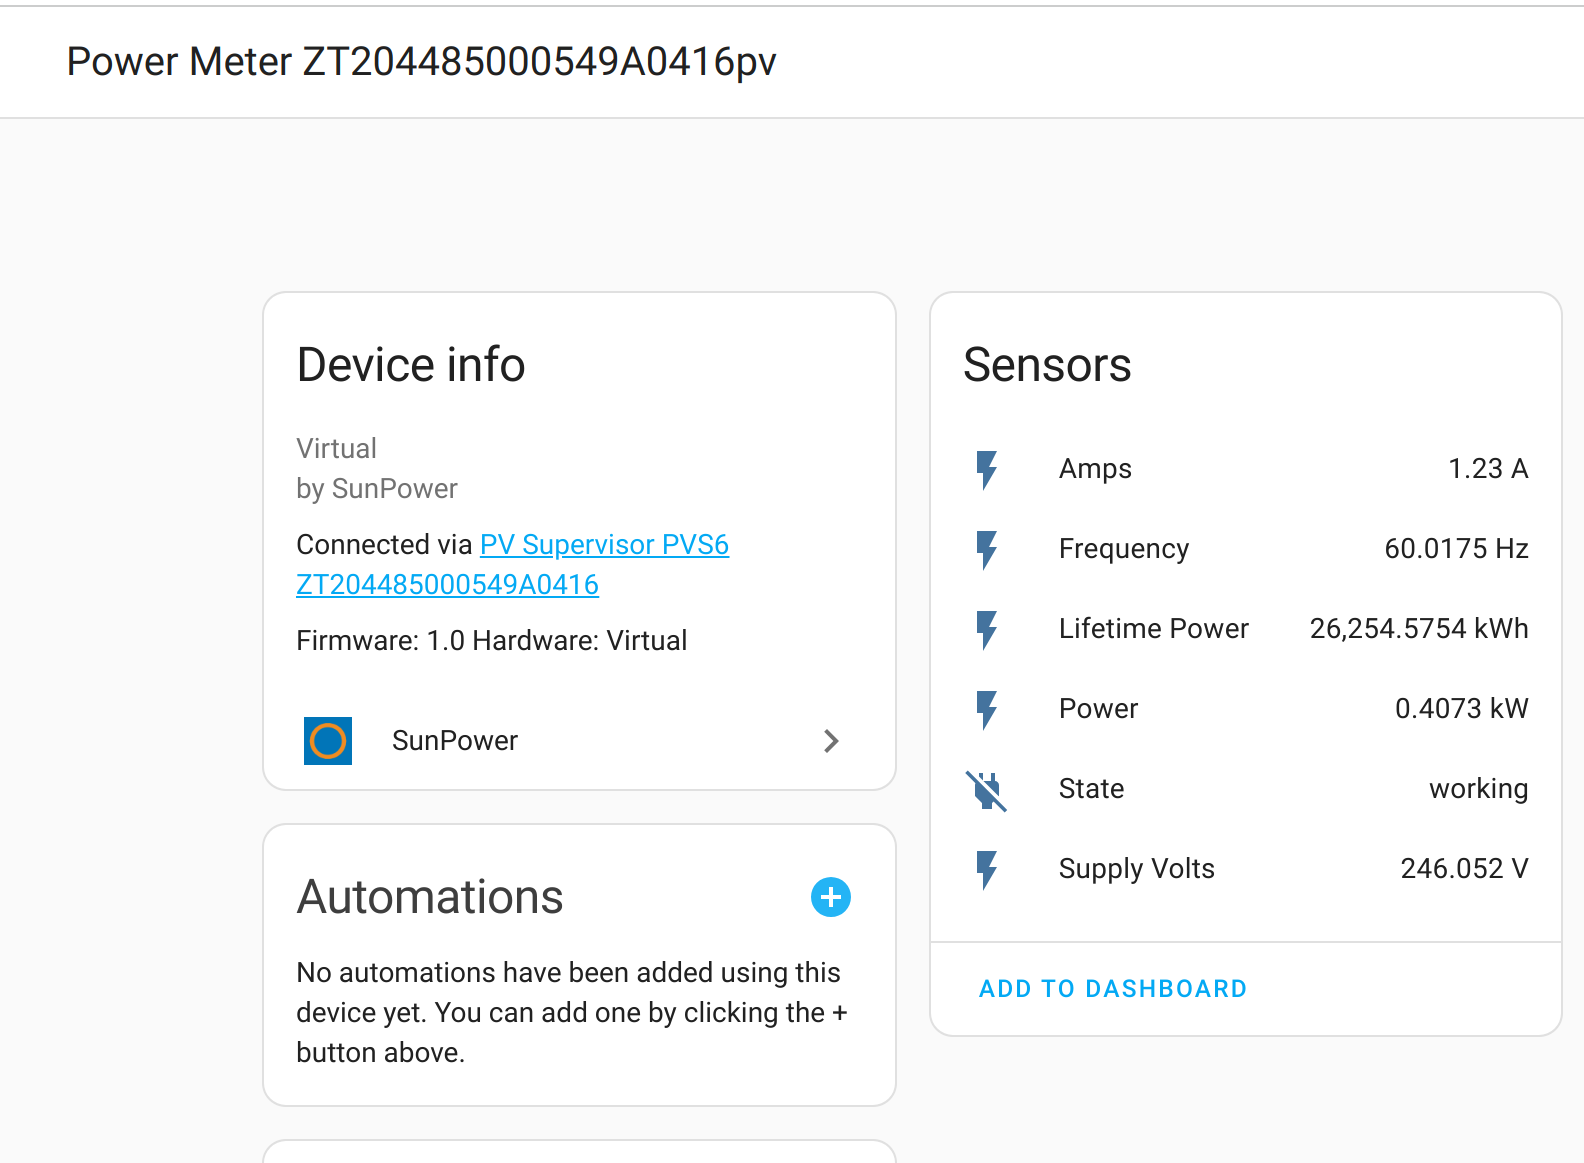 Power Meter ZT204485000549A0416pv
Device info
Virtual
by SunPower
Connected via PV Supervisor PVS6
ZT204485000549A0416
Firmware: 1.0 Hardware: Virtual
SunPower
Automations
No automations have been added using this
device yet. You can add one by clicking the +
button above.
Sensors
Amps 1.23 A
Frequency 60.0175 Hz
Lifetime Power 26,254.5754 kWh
Power 0.4073 kW
State working
Supply Volts 246.052 V
ADD TO DASHBOARD